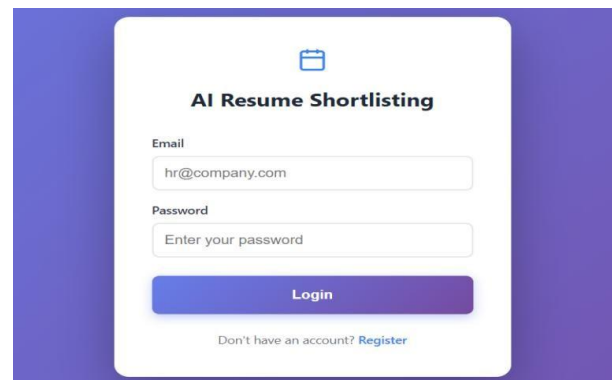 AI Resume Shortlisting
Email
hr@company.com
Password
Enter your password
Login
Don't have an account? Register